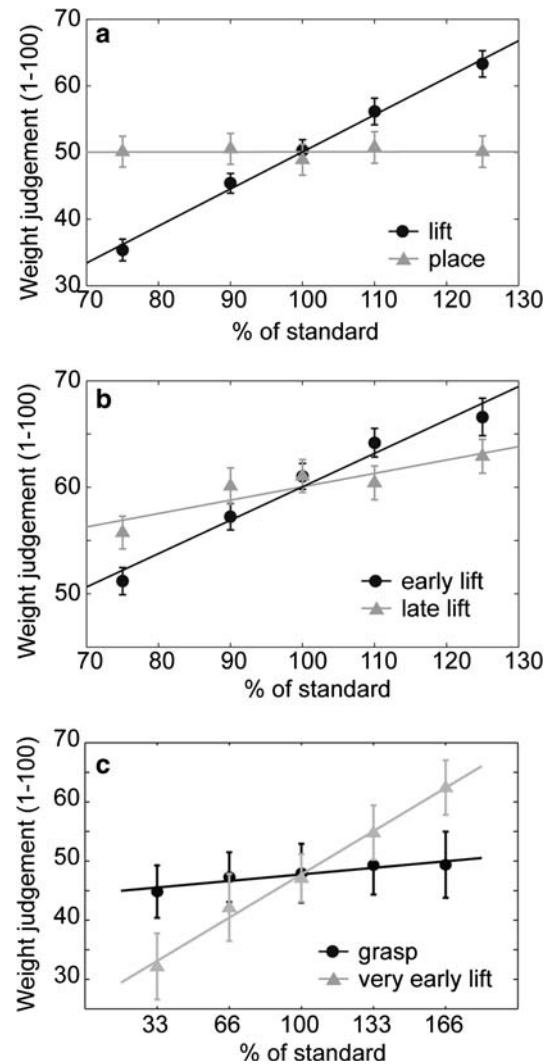 a
Weight judgement (1-100)
70
60
50
40
30
lift
place
70 80 90 100 110 120 130
% of standard
b
Weight judgement (1-100)
70
60
50
early lift
late lift
70 80 90 100 110 120 130
% of standard
c
Weight judgement (1-100)
70
60
50
40
30
grasp
very early lift
33 66 100 133 166
% of standard